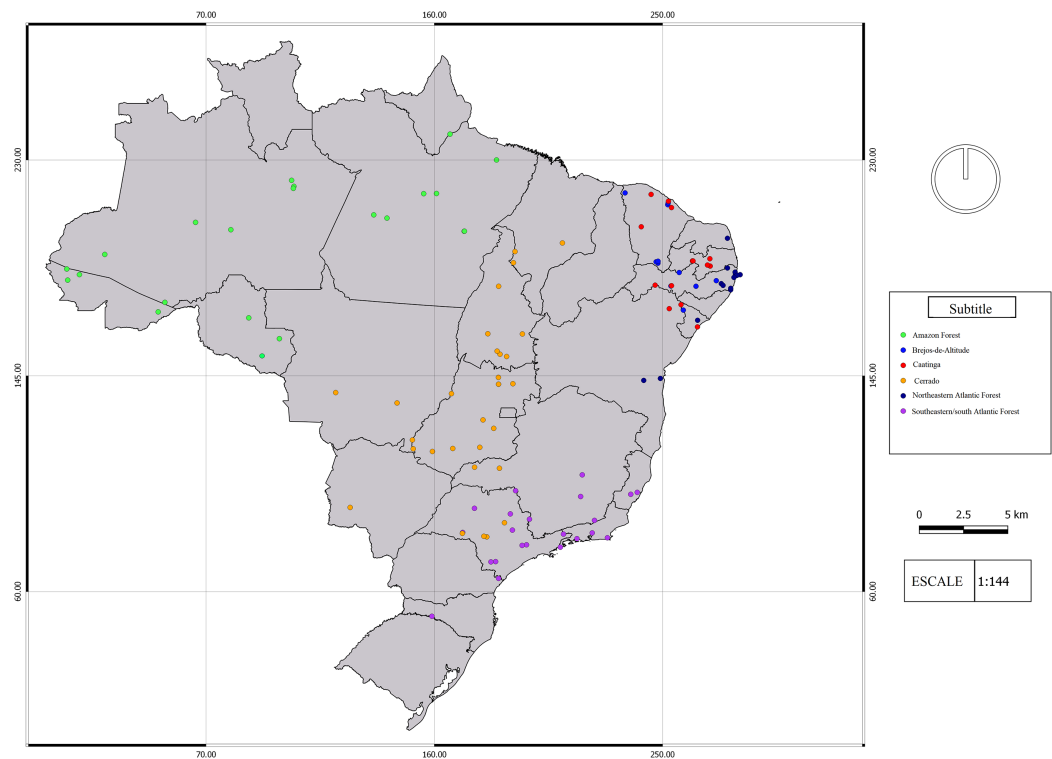 70.00 160.00 250.00
230.00 230.00
Subtitle
Amazon Forest
Brejos-de-Altitude
Caatinga
145.00 145.00
Cerrado
Northeastern Atlantic Forest
Southeastern/south Atlantic Forest
0 2.5 5 km
ESCALE 1:144
60.00 60.00
70.00 160.00 250.00